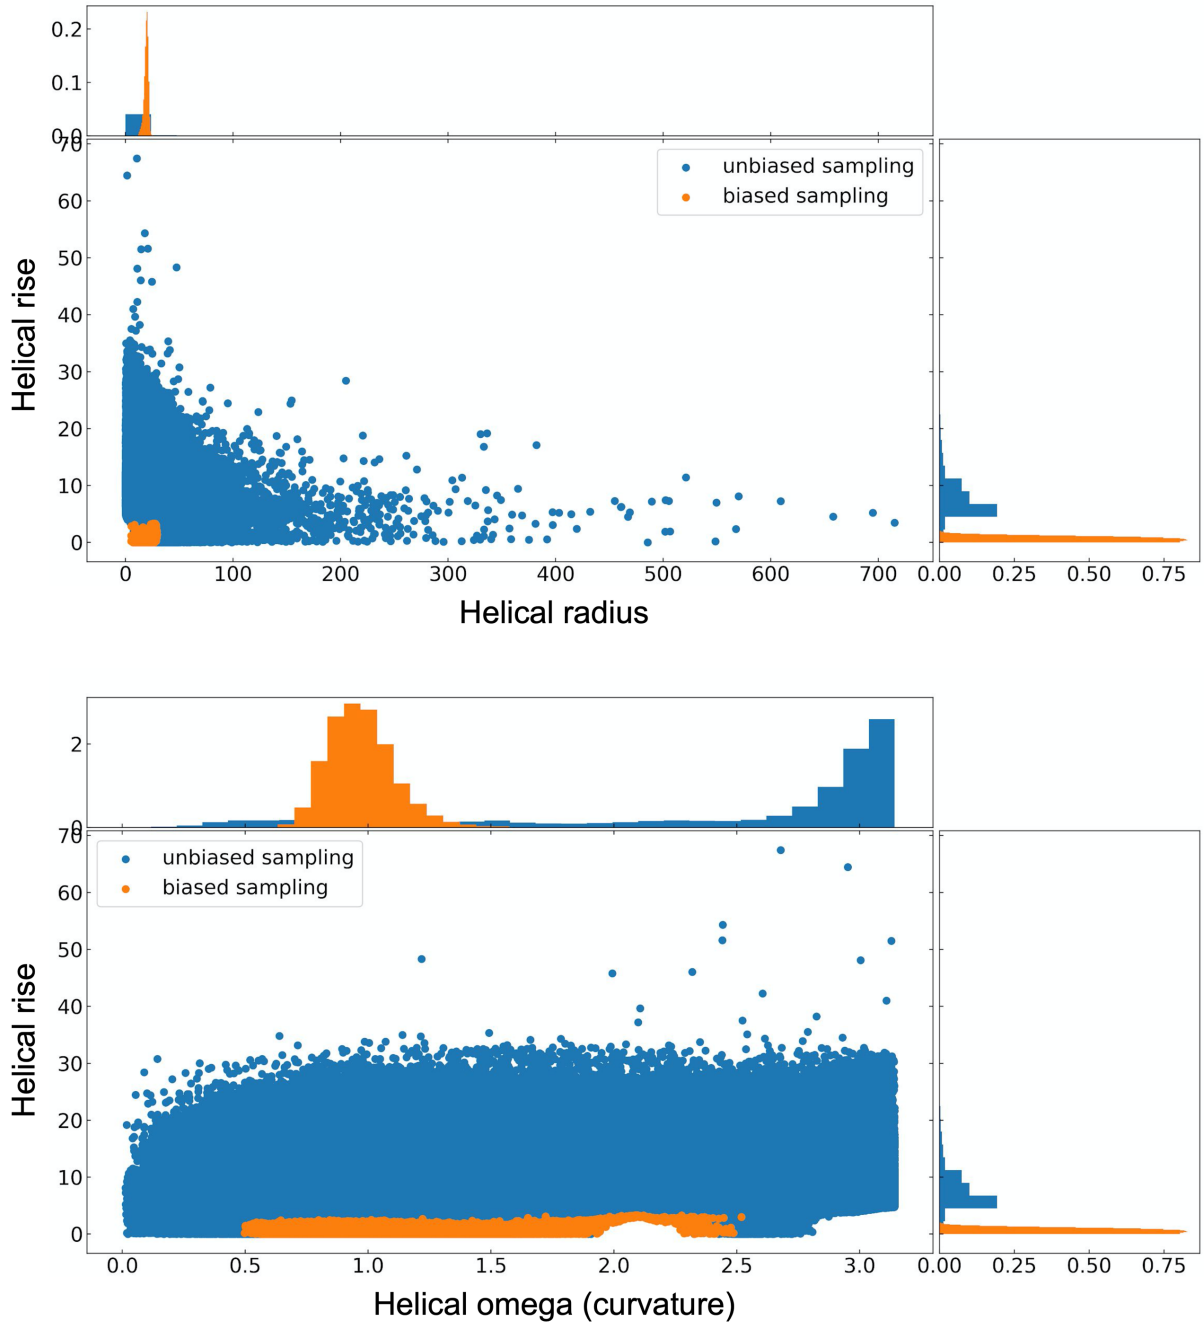 0.2
0.1
0.0
70
60
50
40
30
20
10
0
Helical rise
unbiased sampling
biased sampling
0 100 200 300 400 500 600 700
0.00 0.25 0.50 0.75
Helical radius
2
0
70
60
50
40
30
20
10
0
Helical rise
unbiased sampling
biased sampling
0.0 0.5 1.0 1.5 2.0 2.5 3.0
0.00 0.25 0.50 0.75
Helical omega (curvature)